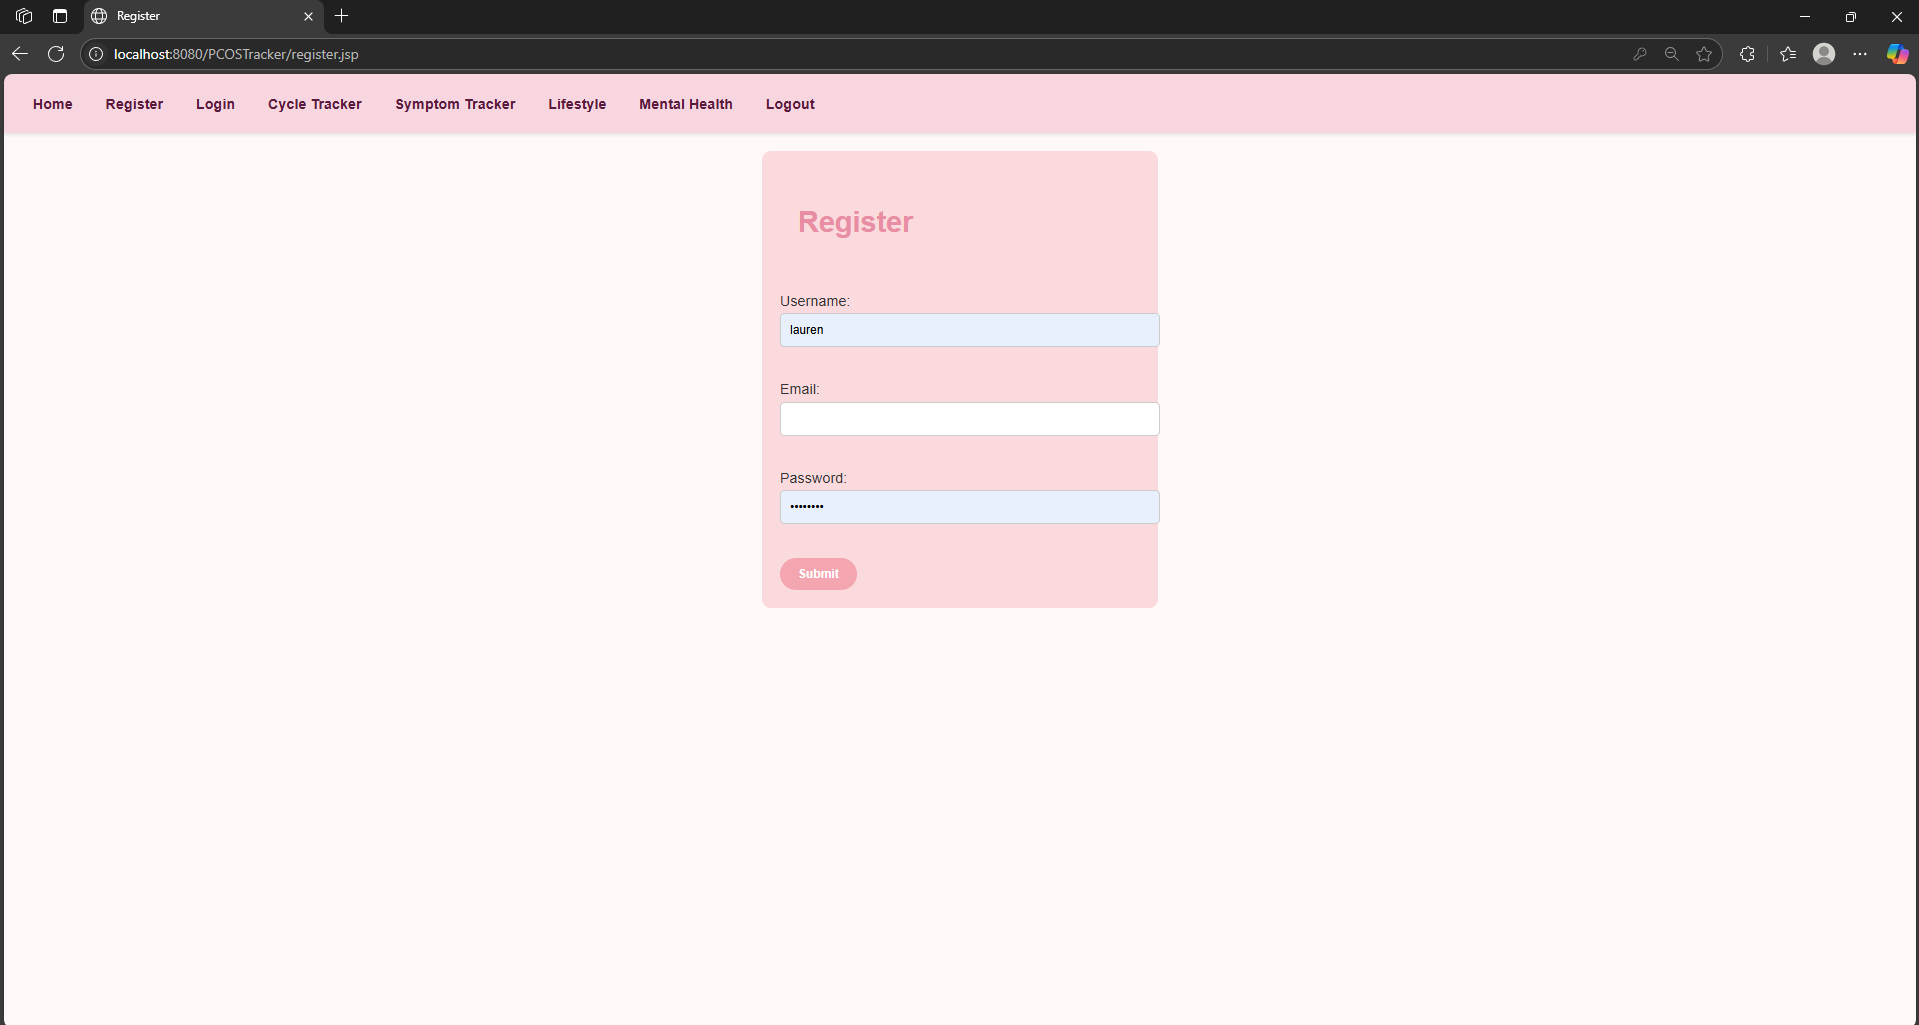 Register
localhost:8080/PCOSTracker/register.jsp
Home Register Login Cycle Tracker Symptom Tracker Lifestyle Mental Health Logout
Register
Username:
lauren
Email:
Password:
••••••••
Submit